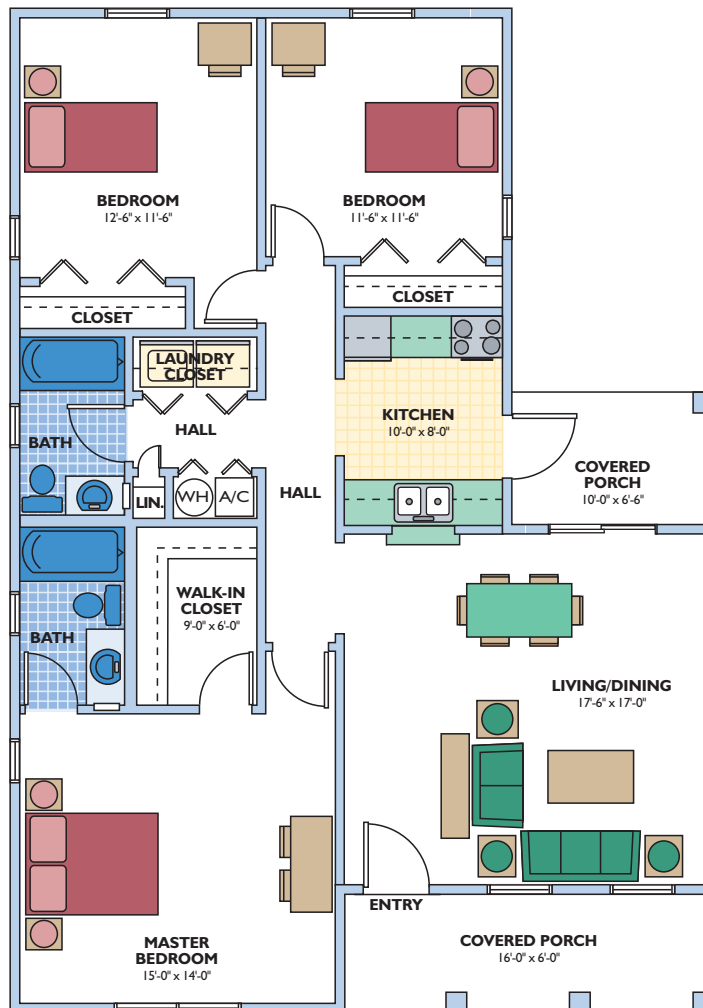 BEDROOM
12'-6" x 11'-6"
BEDROOM
11'-6" x 11'-6"
CLOSET
CLOSET
LAUNDRY
CLOSET
BATH
HALL
KITCHEN
10'-0" x 8'-0"
COVERED
PORCH
10'-0" x 6'-6"
LIN.
WH
A/C
HALL
WALK-IN
CLOSET
9'-0" x 6'-0"
BATH
LIVING/DINING
17'-6" x 17'-0"
ENTRY
MASTER
BEDROOM
15'-0" x 14'-0"
COVERED PORCH
16'-0" x 6'-0"